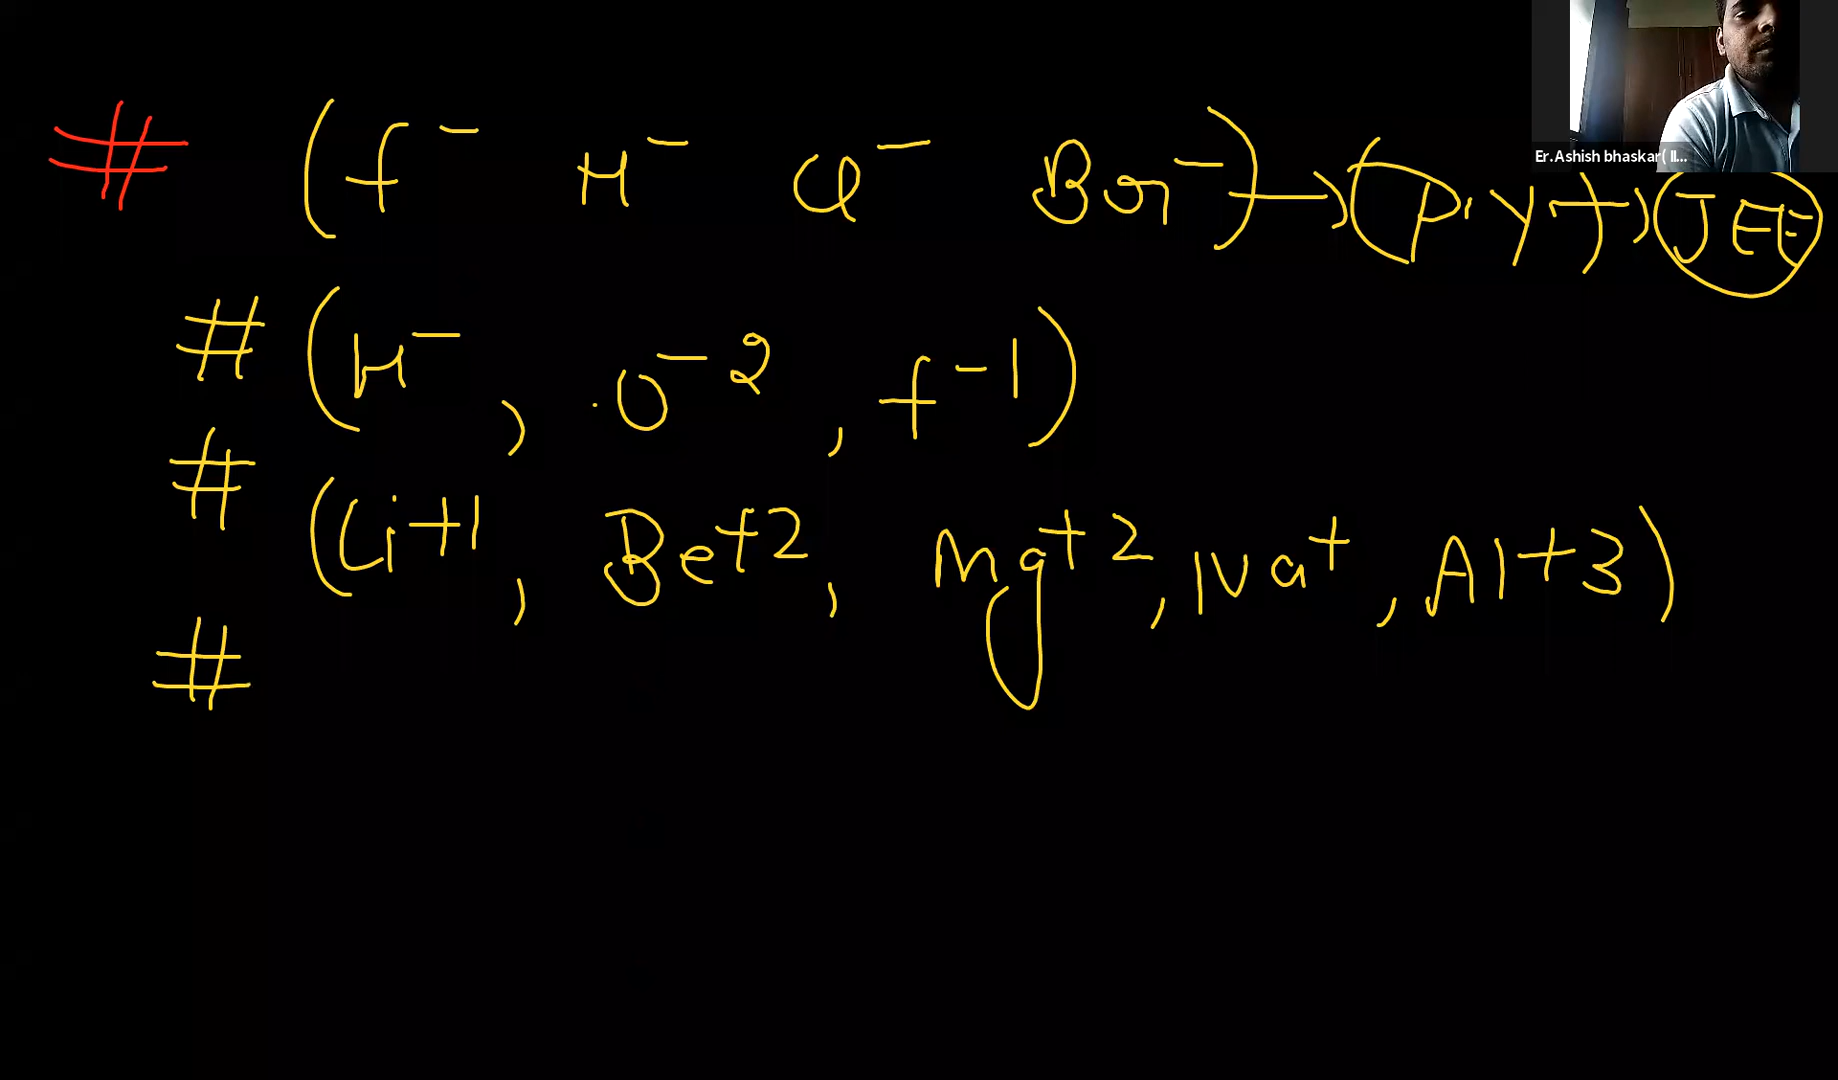 Er.Ashish bhaskar( II...
# (f⁻ H⁻ Cl⁻ Br⁻) → (P.Y → JEE
# (H⁻, O⁻², f⁻¹)
# (Li⁺¹, Be⁺², Mg⁺², Na⁺, Al⁺³)
#